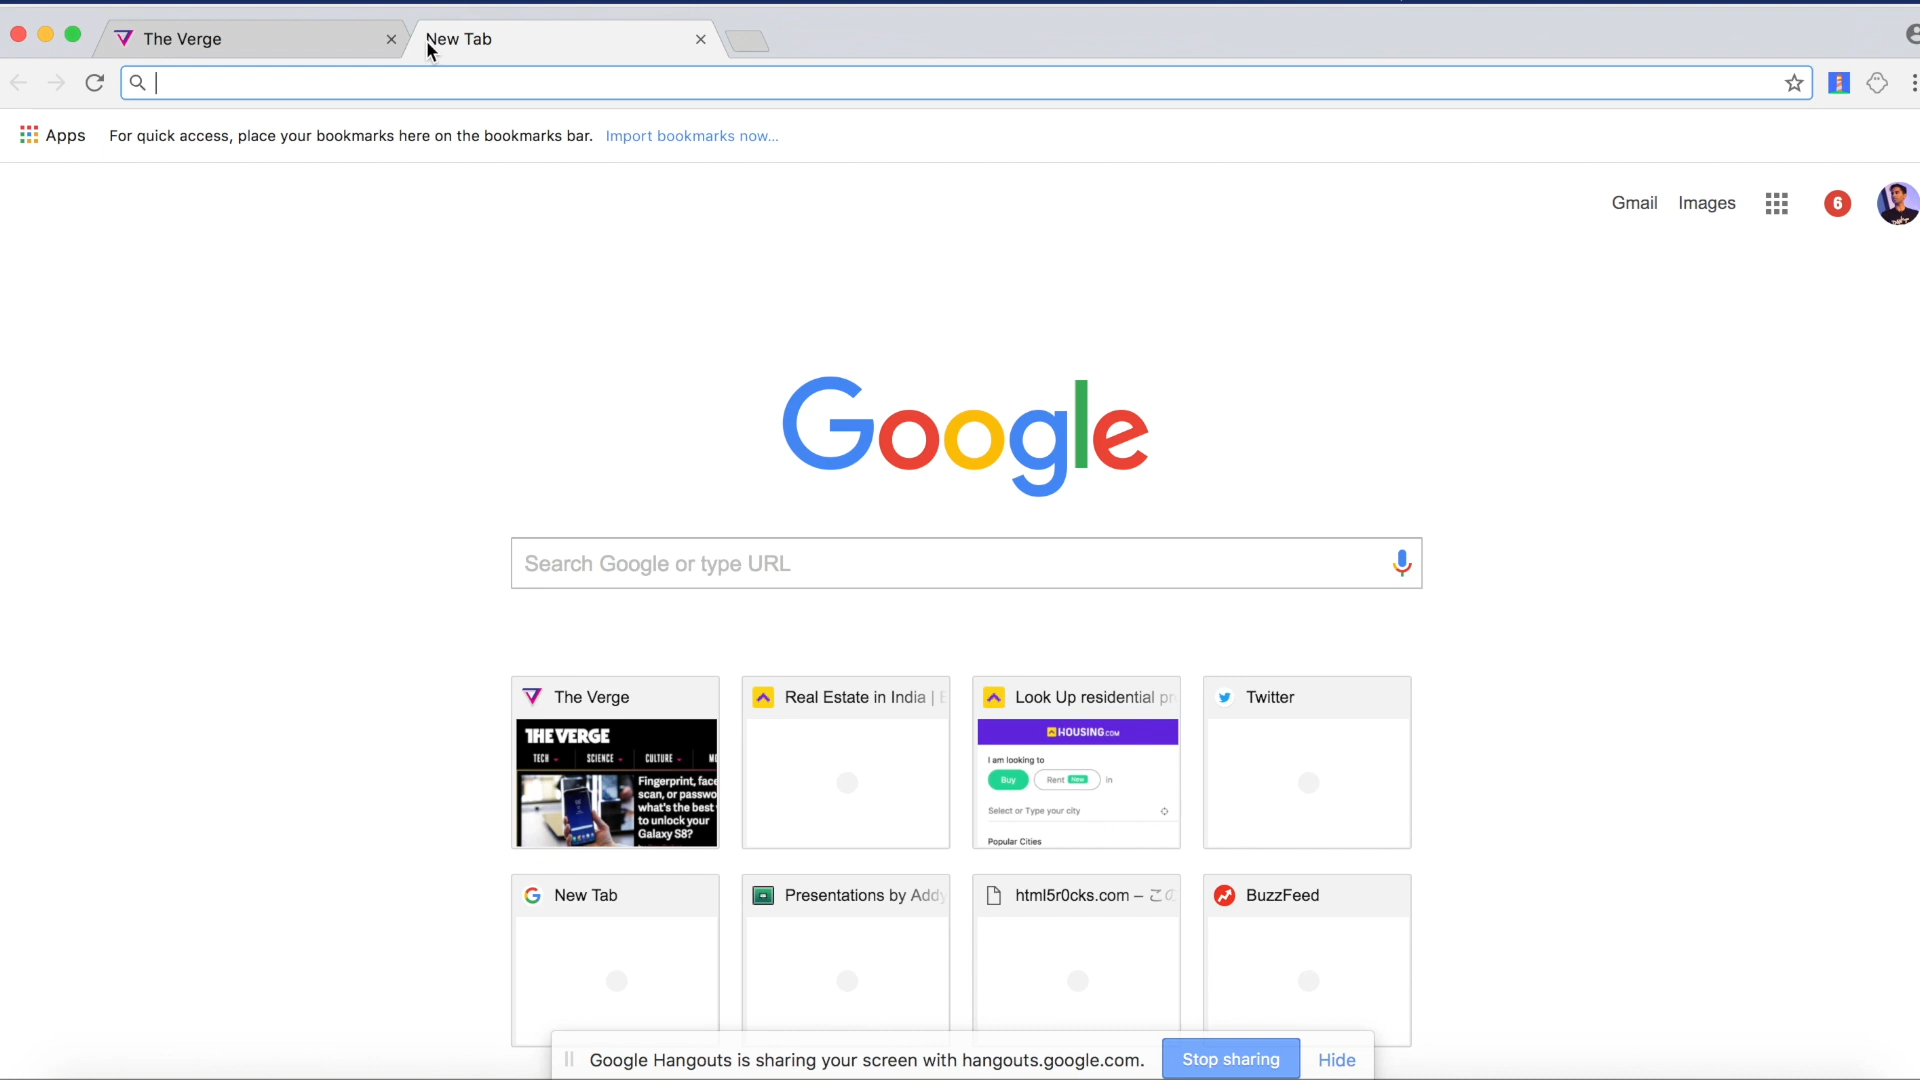 The Verge
New Tab
Apps
For quick access, place your bookmarks here on the bookmarks bar. Import bookmarks now...
Gmail Images 6
Google
Search Google or type URL
The Verge
Real Estate in India |
Look Up residential
Twitter
THE VERGE
TECH SCIENCE CULTURE
Fingerprint, face
scan, or passwo
what's the best
to unlock your
Galaxy S8?
HOUSING.COM
I am looking to
Buy Rent New in
Select or Type your city
Popular Cities
New Tab
Presentations by Addy
html5r0cks.com – この
BuzzFeed
Google Hangouts is sharing your screen with hangouts.google.com. Stop sharing Hide